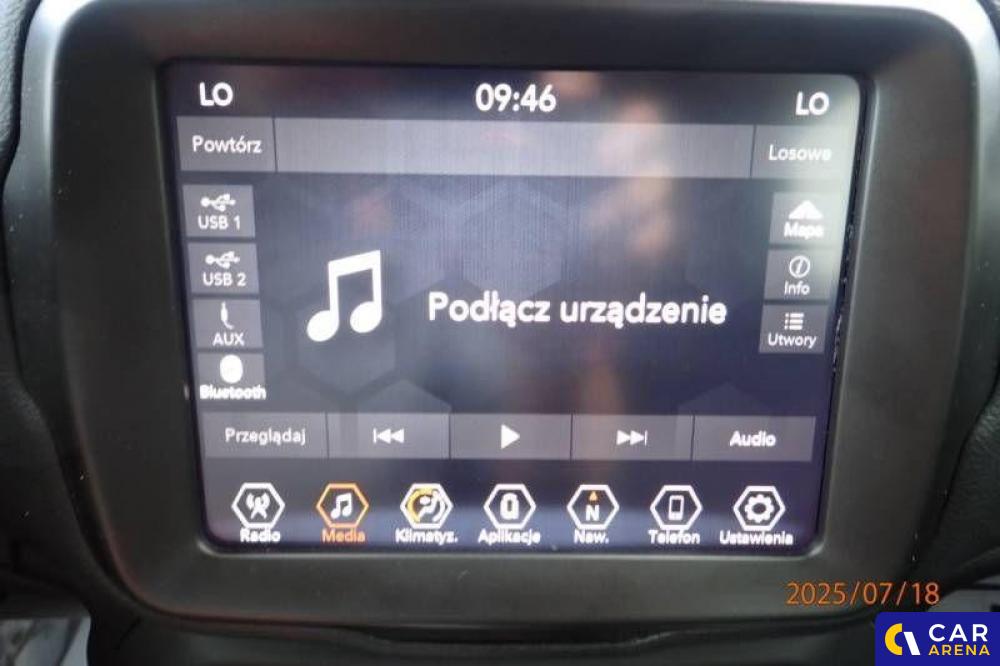 LO 09:46 LO
Powtórz Losowe
USB 1
Mapa
USB 2
Info
AUX
Utwory
Bluetooth
Podłącz urządzenie
Przeglądaj Audio
Radio Media Klimatyz. Aplikacje Naw. Telefon Ustawienia
N
2025/07/18
CAR
ARENA